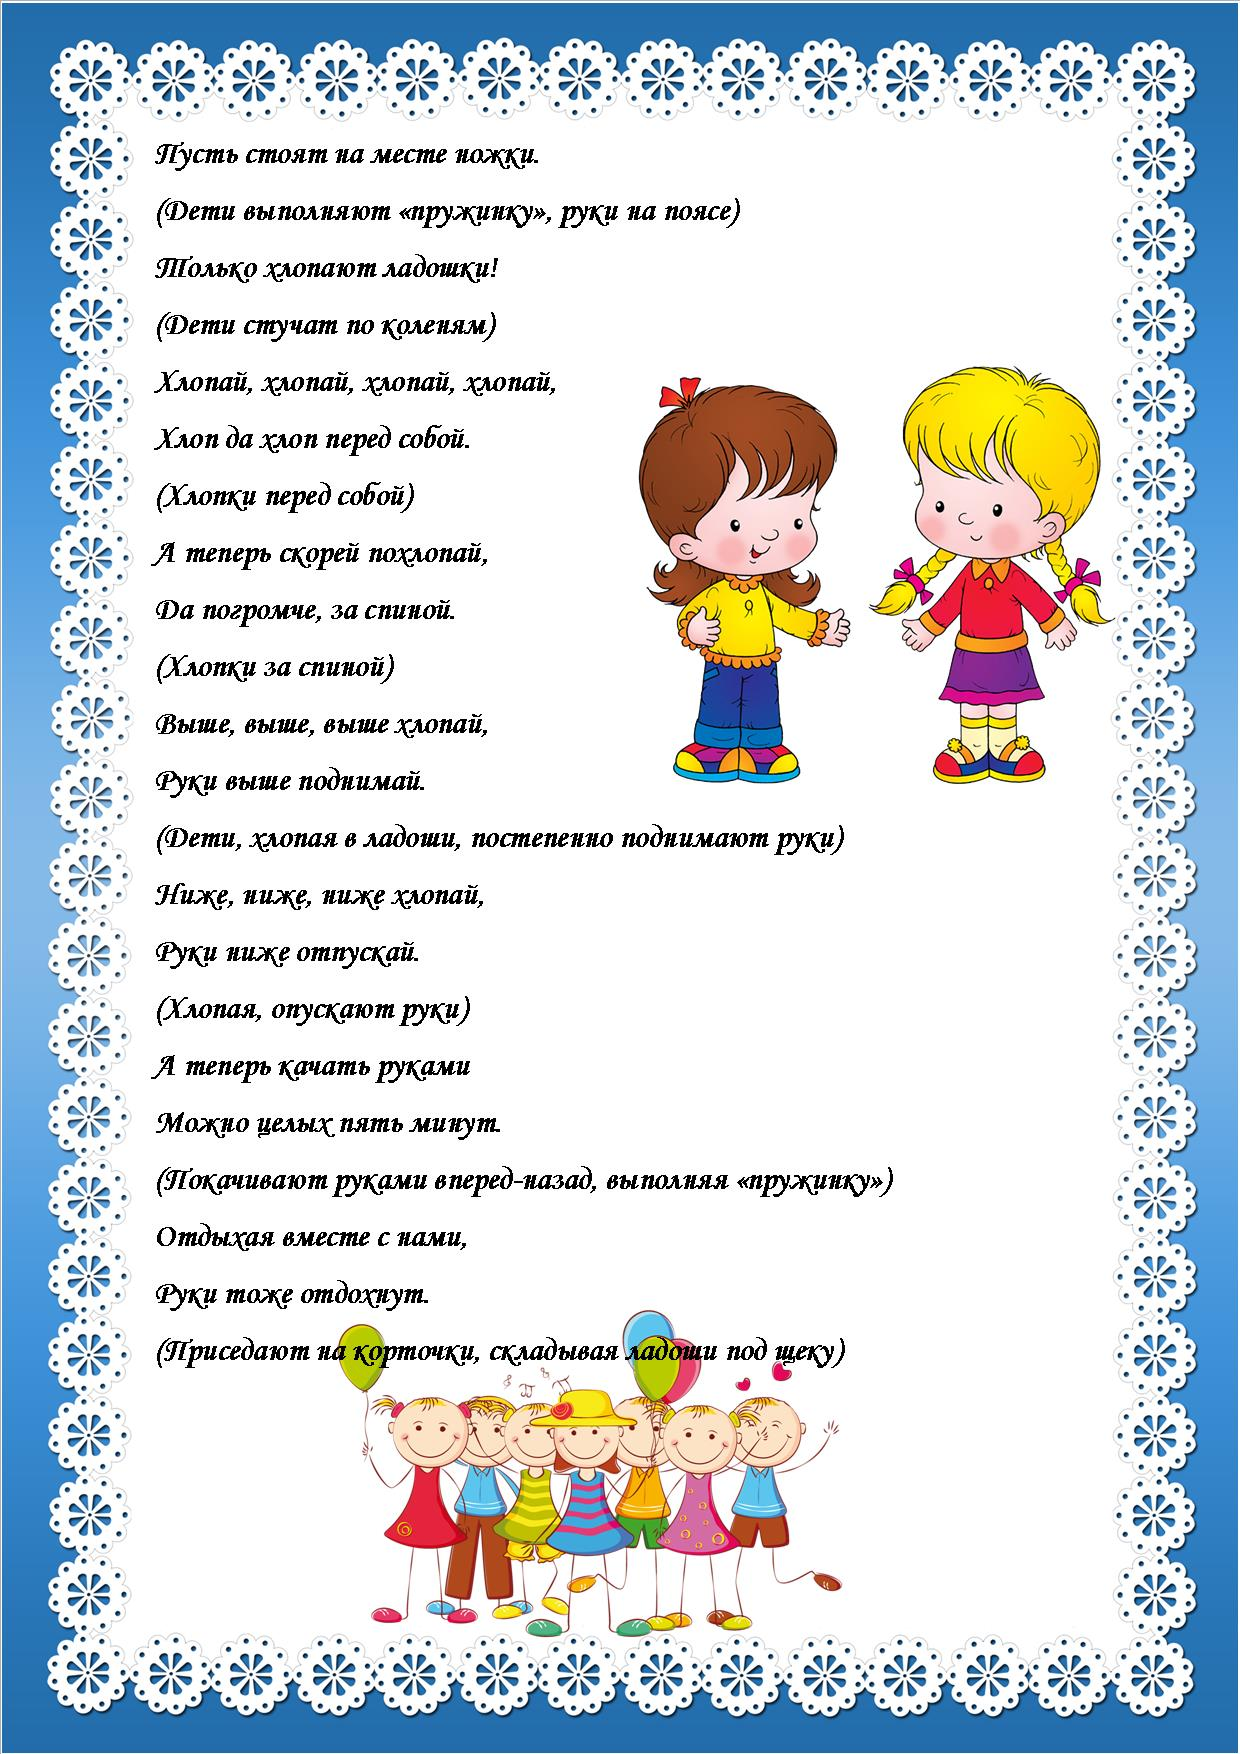 Пусть стоят на месте ножки.
(Дети выполняют «пружинку», руки на поясе)
Только хлопают ладошки!
(Дети стучат по коленям)
Хлопай, хлопай, хлопай, хлопай,
Хлоп да хлоп перед собой.
(Хлопки перед собой)
А теперь скорей похлопай,
Да погромче, за спиной.
(Хлопки за спиной)
Выше, выше, выше хлопай,
Руки выше поднимай.
(Дети, хлопая в ладоши, постепенно поднимают руки)
Ниже, ниже, ниже хлопай,
Руки ниже отпускай.
(Хлопая, опускают руки)
А теперь качать руками
Можно целых пять минут.
(Покачивают руками вперед-назад, выполняя «пружинку»)
Отдыхая вместе с нами,
Руки тоже отдохнут.
(Приседают на корточки, складывая ладоши под щеку)